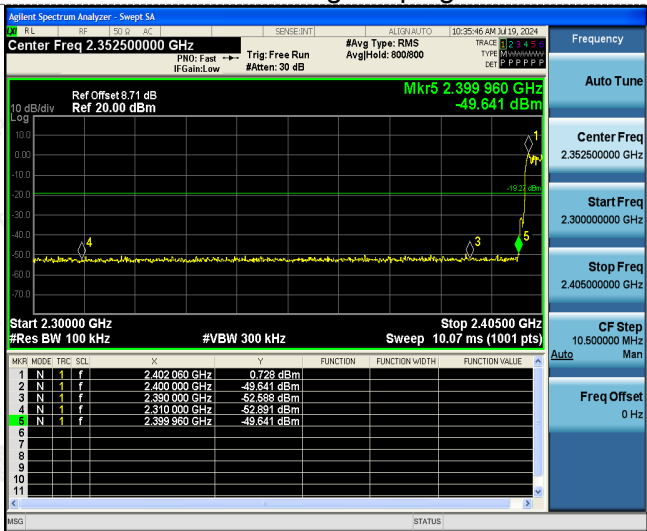 Agilent Spectrum Analyzer - Swept SA
RL RF 50 Ω AC SENSE:INT ALIGN AUTO 10:35:46 AM Jul 19, 2024
Center Freq 2.352500000 GHz #Avg Type: RMS TRACE 1 2 3 4 5 6
PNO: Fast Trig: Free Run Avg|Hold: 800/800 TYPE M
IFGain:Low #Atten: 30 dB DET P P P P P P
Frequency
Auto Tune
Center Freq
2.352500000 GHz
Start Freq
2.300000000 GHz
Stop Freq
2.405000000 GHz
CF Step
10.500000 MHz
Auto Man
Freq Offset
0 Hz
Mkr5 2.399 960 GHz
-49.641 dBm
Ref Offset 8.71 dB
10 dB/div Ref 20.00 dBm
Log
10.0
0.00
-10.0
-20.0
-30.0
-40.0
-50.0
-60.0
-70.0
1
-19.27 dBm
4
3
5
Start 2.30000 GHz Stop 2.40500 GHz
#Res BW 100 kHz #VBW 300 kHz Sweep 10.07 ms (1001 pts)
MKR MODE TRC SCL X Y FUNCTION FUNCTION WIDTH FUNCTION VALUE
1 N 1 f 2.402 060 GHz 0.728 dBm
2 N 1 f 2.400 000 GHz -49.641 dBm
3 N 1 f 2.390 000 GHz -52.588 dBm
4 N 1 f 2.310 000 GHz -52.891 dBm
5 N 1 f 2.399 960 GHz -49.641 dBm
6
7
8
9
10
11
MSG STATUS